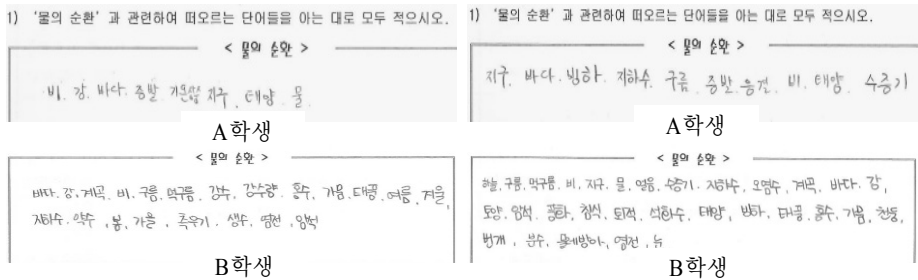 1) ‘물의 순환’과 관련하여 떠오르는 단어들을 아는 대로 모두 적으시오.
< 물의 순환 >
비. 강. 바다. 증발. 지구. 태양. 물.
A학생
1) ‘물의 순환’과 관련하여 떠오르는 단어들을 아는 대로 모두 적으시오.
< 물의 순환 >
지구. 바다. 빙하. 지하수. 구름. 증발. 응결. 비. 태양. 수증기
A학생
< 물의 순환 >
바다. 강. 계곡. 비. 구름. 먹구름. 강수. 강수량. 홍수. 가뭄. 태풍. 여름. 겨울,
지하수. 약수, 봄, 가을, 죽우기. 생수. 염전, 암석
B학생
< 물의 순환 >
하늘, 구름, 먹구름. 비. 지구. 물, 얼음. 수증기. 지하수, 오염수, 계곡, 바다. 강,
토양, 암석. 풍화, 침식, 퇴적, 석회수, 태양, 빙하, 태풍. 홍수, 가뭄, 천둥,
번개, 분수, 물레방아, 염전, 눈
B학생